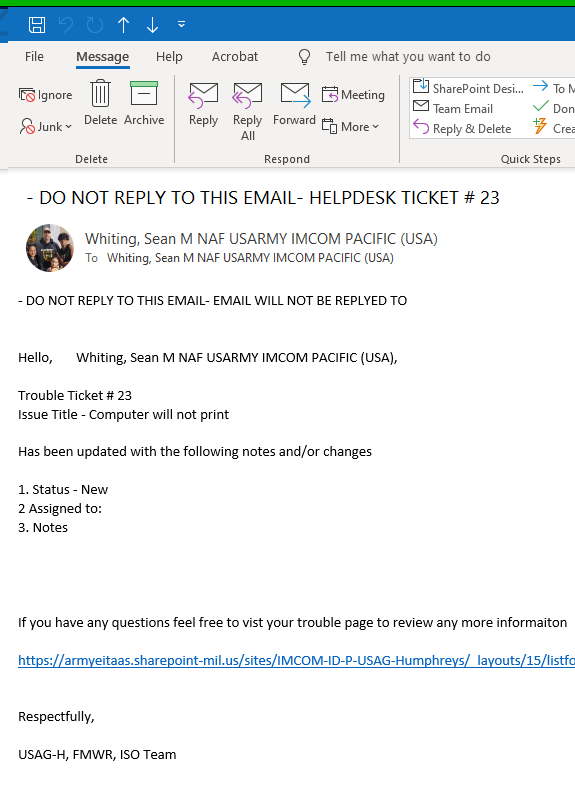 File Message Help Acrobat Tell me what you want to do
Ignore
Junk
Delete
Archive
Reply
Reply All
Forward
Meeting
More
SharePoint Desi...
Team Email
Reply & Delete
To M
Don
Crea
Delete Respond Quick Steps
- DO NOT REPLY TO THIS EMAIL- HELPDESK TICKET # 23
Whiting, Sean M NAF USARMY IMCOM PACIFIC (USA)
To Whiting, Sean M NAF USARMY IMCOM PACIFIC (USA)
- DO NOT REPLY TO THIS EMAIL- EMAIL WILL NOT BE REPLYED TO
Hello, Whiting, Sean M NAF USARMY IMCOM PACIFIC (USA),
Trouble Ticket # 23
Issue Title - Computer will not print
Has been updated with the following notes and/or changes
1. Status - New
2 Assigned to:
3. Notes
If you have any questions feel free to vist your trouble page to review any more informaiton
https://armyeitaas.sharepoint-mil.us/sites/IMCOM-ID-P-USAG-Humphreys/_layouts/15/listfo
Respectfully,
USAG-H, FMWR, ISO Team